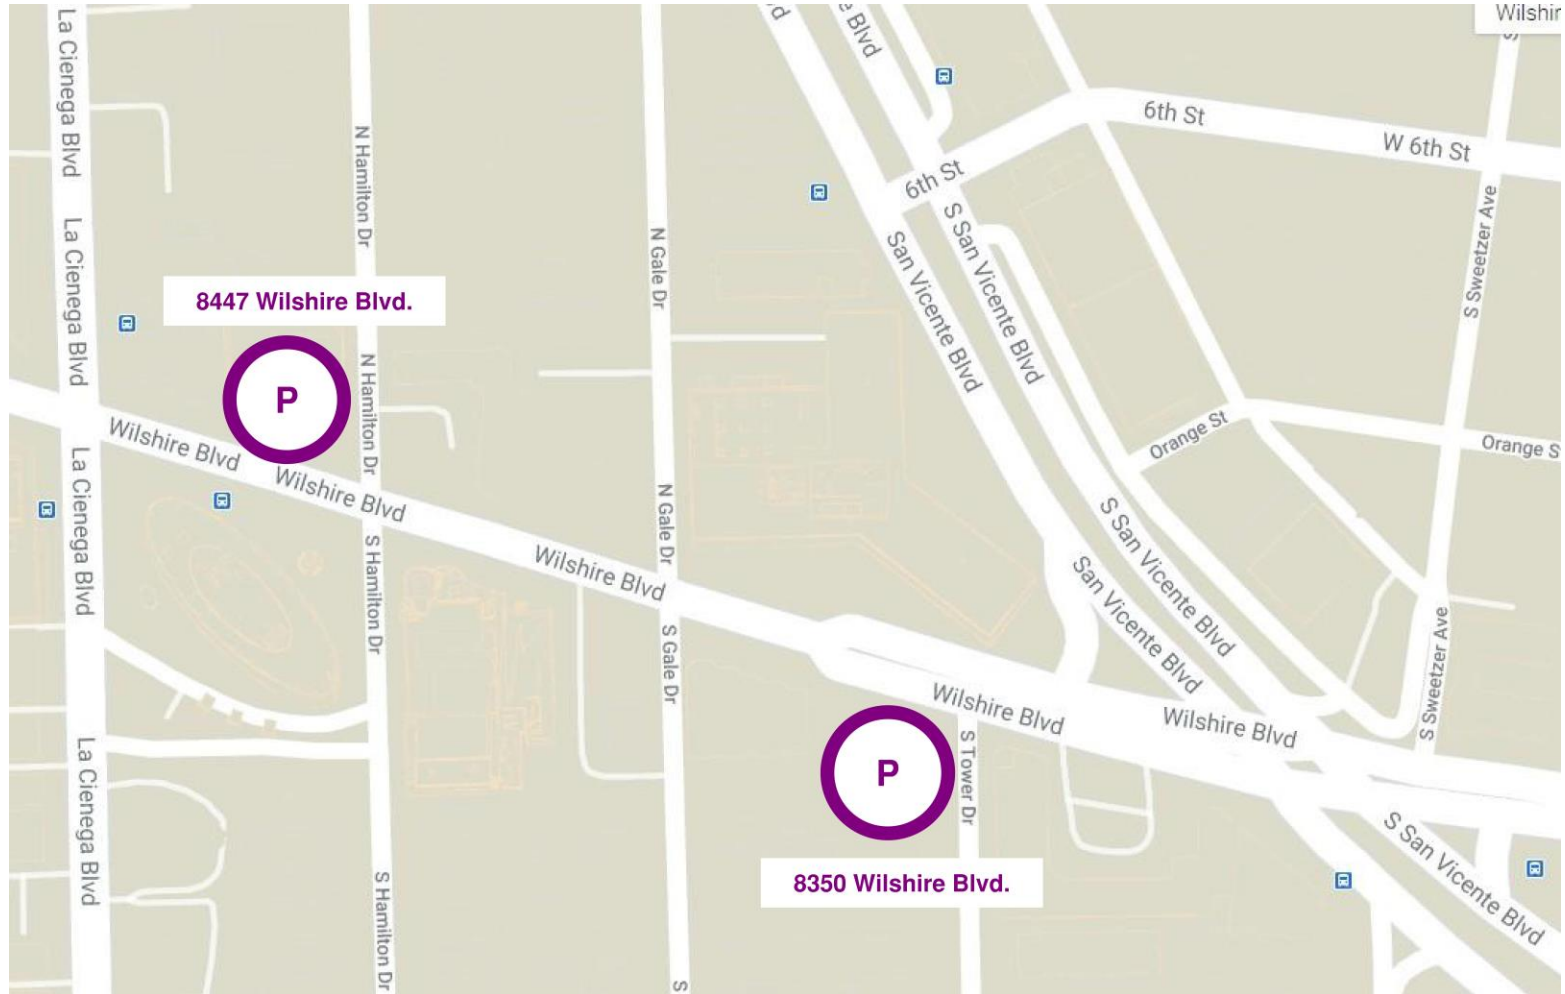 La Cienega Blvd
La Cienega Blvd
La Cienega Blvd
La Cienega Blvd
N Hamilton Dr
N Hamilton Dr
S Hamilton Dr
S Hamilton Dr
8447 Wilshire Blvd.
P
Wilshire Blvd
Wilshire Blvd
Wilshire Blvd
N Gale Dr
N Gale Dr
S Gale Dr
S
Wilshire Blvd
Wilshire Blvd
P
8350 Wilshire Blvd.
S Tower Dr
d
e Blvd
6th St
6th St
W 6th St
San Vicente Blvd
S San Vicente Blvd
S San Vicente Blvd
San Vicente Blvd
S San Vicente Blvd
Orange St
Orange S
S Sweetzer Ave
S Sweetzer Ave
Wilshir
S